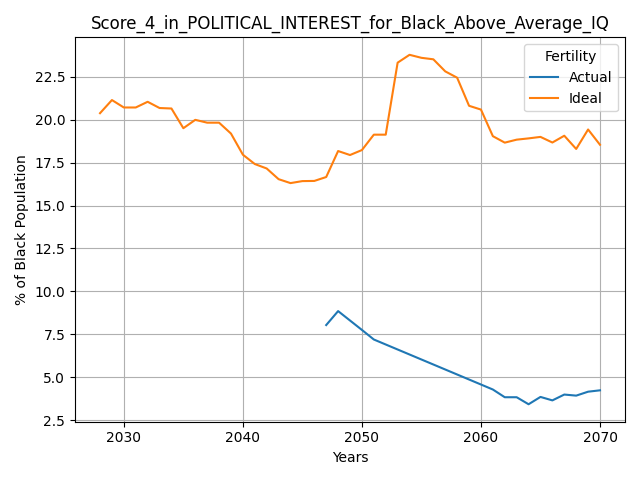 Score_4_in_POLITICAL_INTEREST_for_Black_Above_Average_IQ
Fertility
Actual
Ideal
% of Black Population
22.5
20.0
17.5
15.0
12.5
10.0
7.5
5.0
2.5
2030
2040
2050
2060
2070
Years